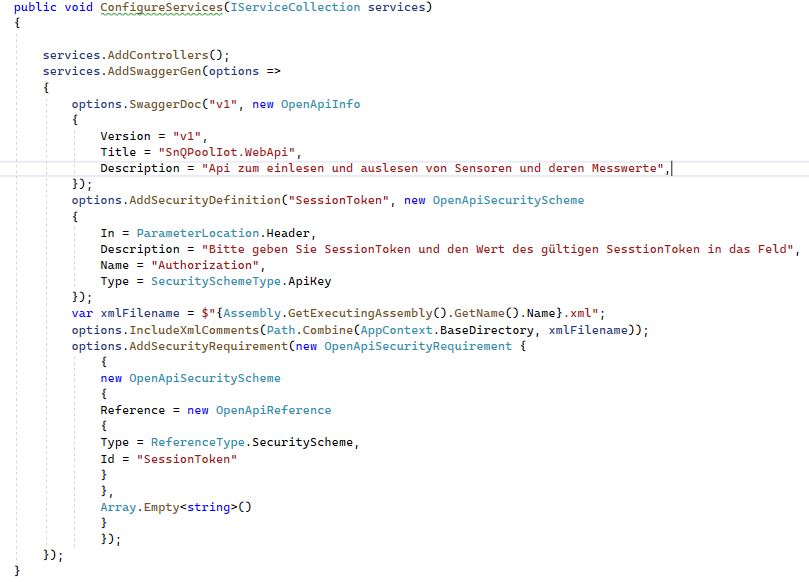 public void ConfigureServices(IServiceCollection services)
{
services.AddControllers();
services.AddSwaggerGen(options =>
{
options.SwaggerDoc("v1", new OpenApiInfo
{
Version = "v1",
Title = "SnQPoolIot.WebApi",
Description = "Api zum einlesen und auslesen von Sensoren und deren Messwerte",
});
options.AddSecurityDefinition("SessionToken", new OpenApiSecurityScheme
{
In = ParameterLocation.Header,
Description = "Bitte geben Sie SessionToken und den Wert des gültigen SesstionToken in das Feld",
Name = "Authorization",
Type = SecuritySchemeType.ApiKey
});
var xmlFilename = $"{Assembly.GetExecutingAssembly().GetName().Name}.xml";
options.IncludeXmlComments(Path.Combine(AppContext.BaseDirectory, xmlFilename));
options.AddSecurityRequirement(new OpenApiSecurityRequirement {
{
new OpenApiSecurityScheme
{
Reference = new OpenApiReference
{
Type = ReferenceType.SecurityScheme,
Id = "SessionToken"
}
},
Array.Empty<string>()
}
});
});
}